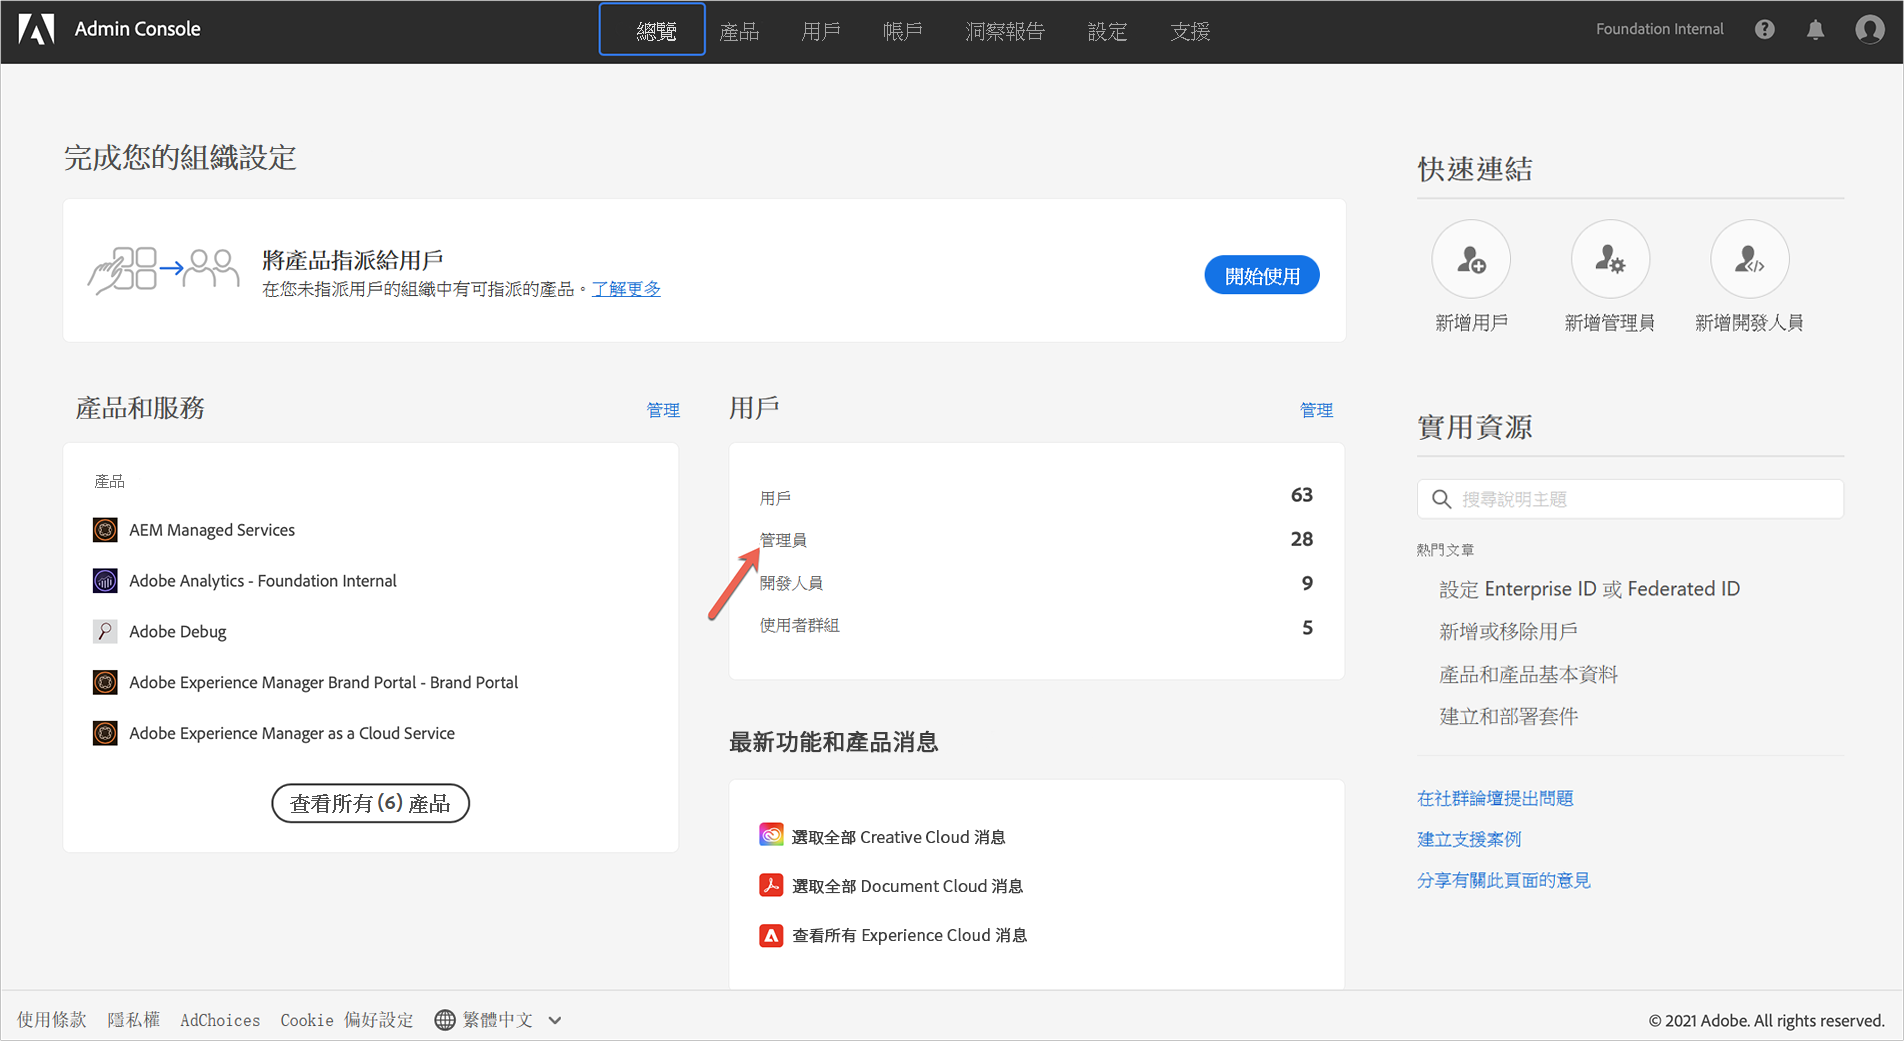 Admin Console
總覽
產品
用戶
帳戶
洞察報告
設定
支援
Foundation Internal
完成您的組織設定
將產品指派給用戶
在您未指派用戶的組織中有可指派的產品。了解更多
開始使用
快速連結
新增用戶
新增管理員
新增開發人員
產品和服務
管理
產品
AEM Managed Services
Adobe Analytics - Foundation Internal
Adobe Debug
Adobe Experience Manager Brand Portal - Brand Portal
Adobe Experience Manager as a Cloud Service
查看所有 (6) 產品
用戶
管理
用戶 63
管理員 28
開發人員 9
使用者群組 5
最新功能和產品消息
選取全部 Creative Cloud 消息
選取全部 Document Cloud 消息
查看所有 Experience Cloud 消息
實用資源
搜尋說明主題
熱門文章
設定 Enterprise ID 或 Federated ID
新增或移除用戶
產品和產品基本資料
建立和部署套件
在社群論壇提出問題
建立支援案例
分享有關此頁面的意見
使用條款
隱私權
AdChoices
Cookie 偏好設定
繁體中文
© 2021 Adobe. All rights reserved.